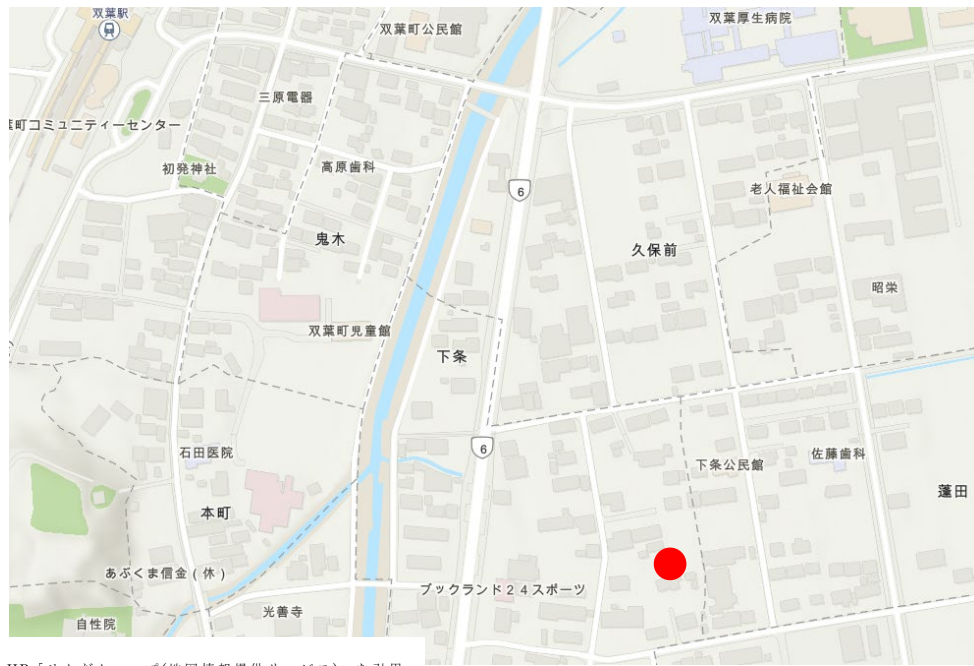 双葉駅
双葉町公民館
双葉厚生病院
三原電器
葉町コミュニティーセンター
初発神社
高原歯科
6
老人福祉会館
鬼木
久保前
昭栄
双葉町児童館
下条
6
石田医院
下条公民館
佐藤歯科
蓬田
本町
あぶくま信金(休)
ブックランド24スポーツ
光善寺
自性院